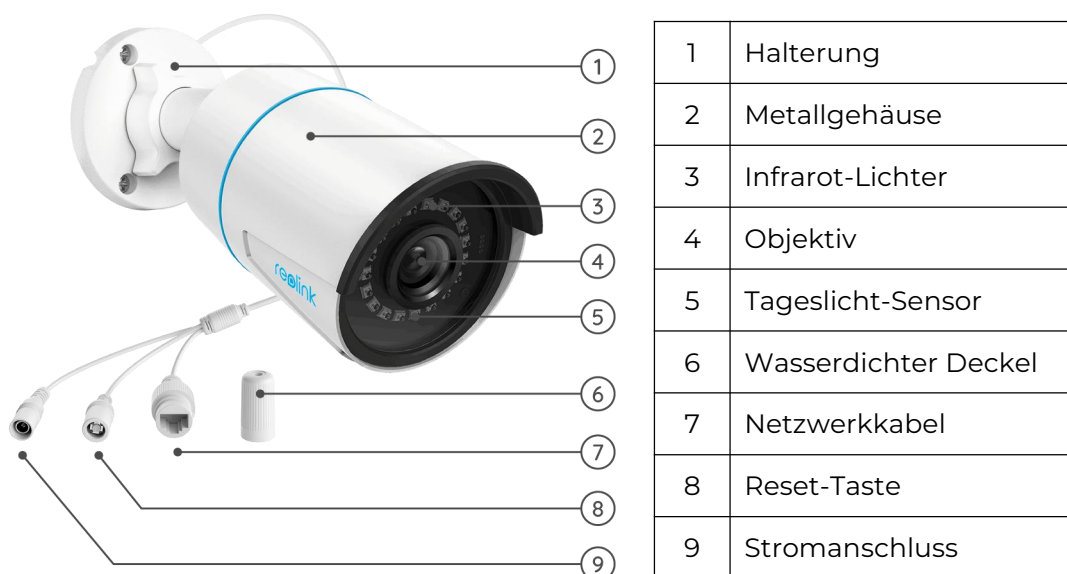 1
2
3
4
5
6
7
8
9
reolink
1 Halterung
2 Metallgehäuse
3 Infrarot-Lichter
4 Objektiv
5 Tageslicht-Sensor
6 Wasserdichter Deckel
7 Netzwerkkabel
8 Reset-Taste
9 Stromanschluss